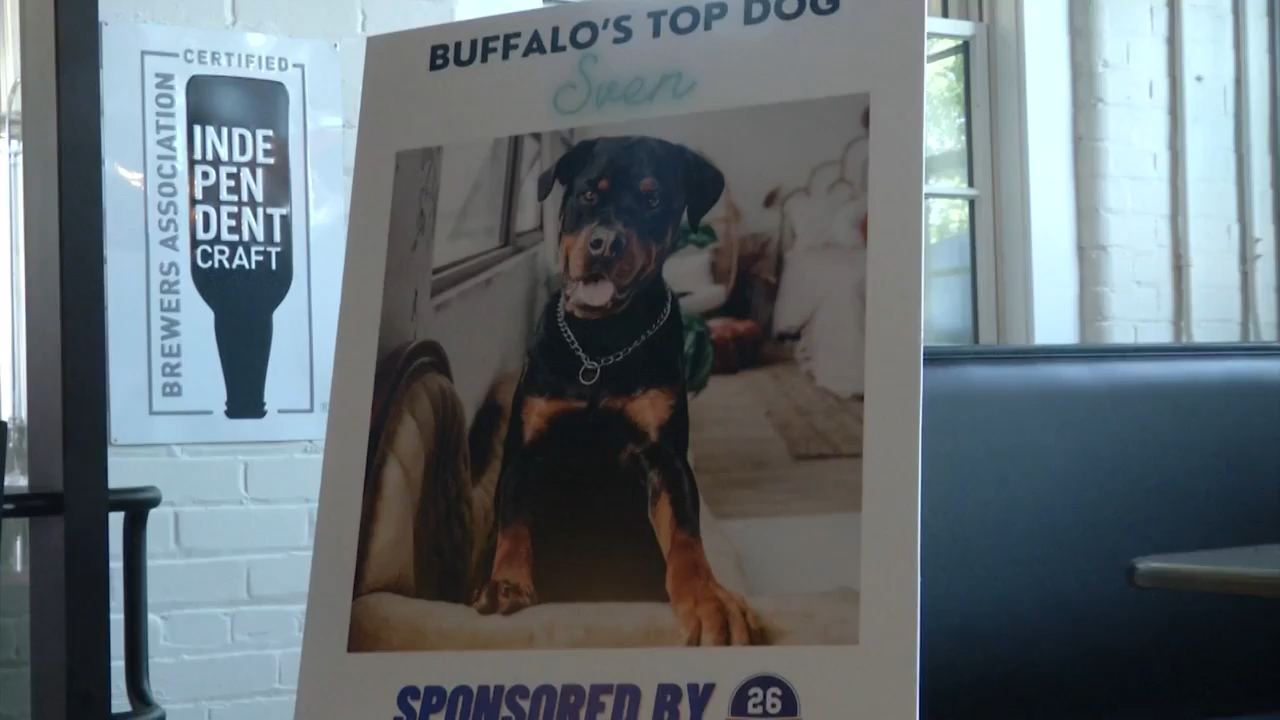 CERTIFIED
BREWERS ASSOCIATION
INDE
PEN
DENT
CRAFT
®
BUFFALO'S TOP DOG
Sven
SPONSORED BY
26